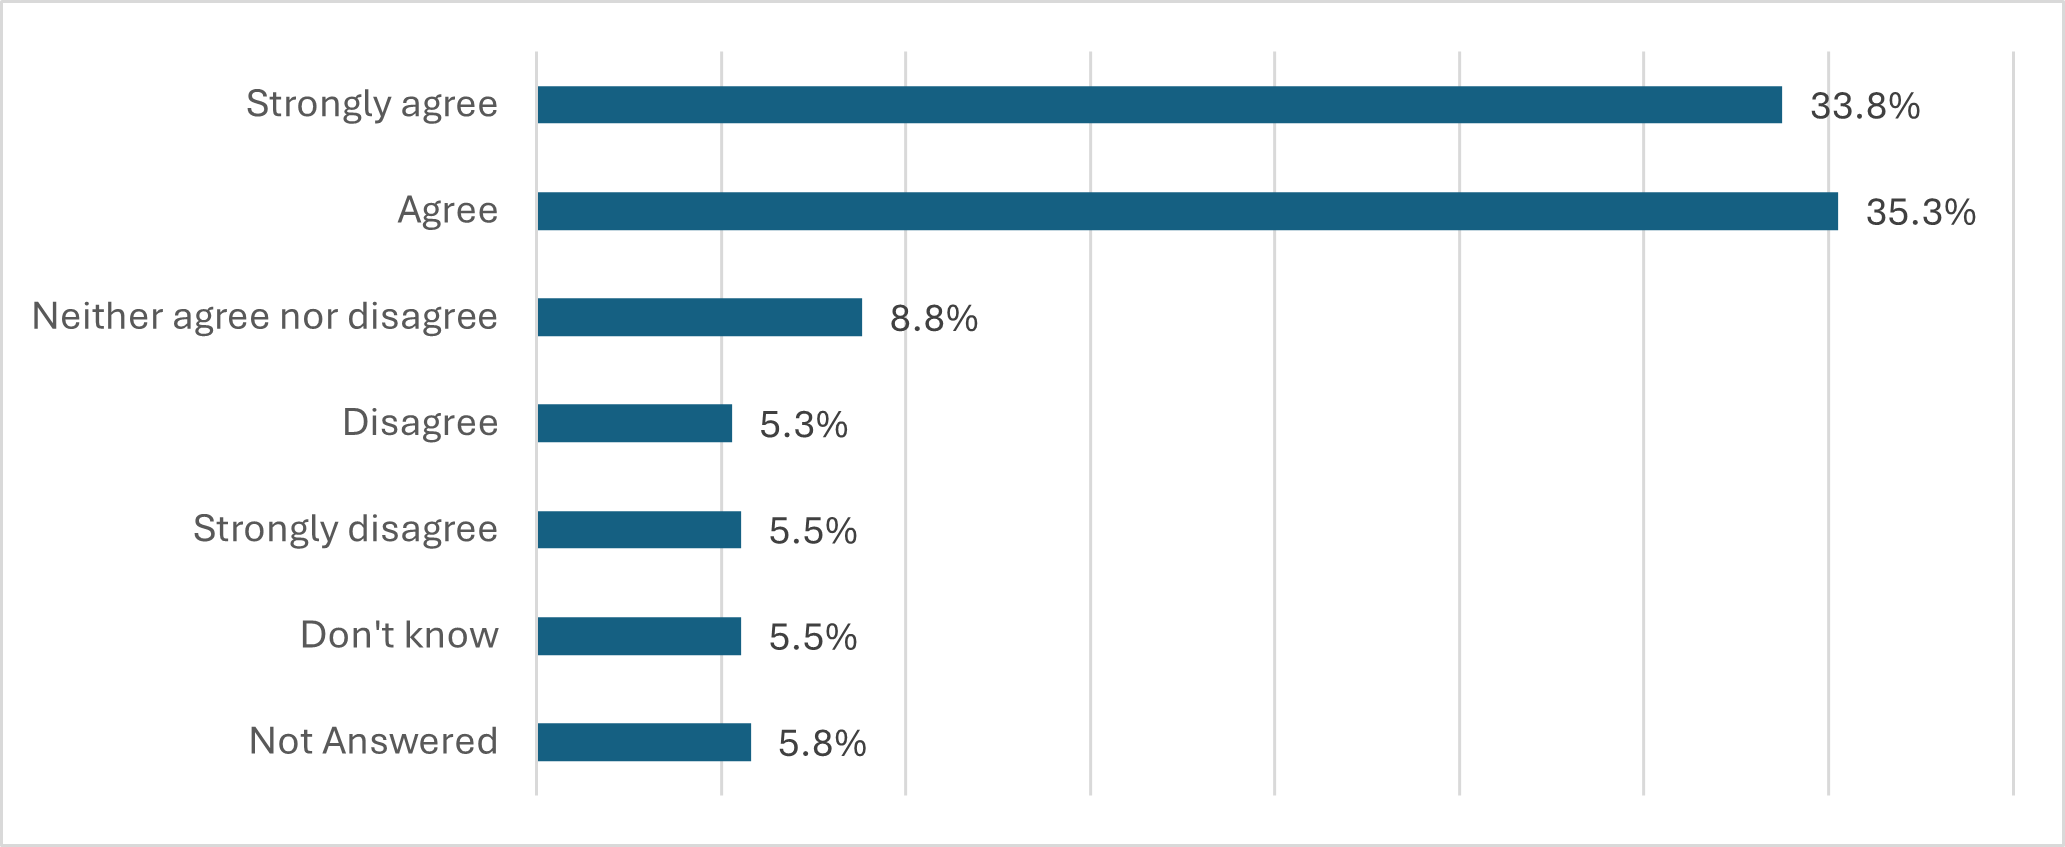 Strongly agree 33.8%
Agree 35.3%
Neither agree nor disagree 8.8%
Disagree 5.3%
Strongly disagree 5.5%
Don't know 5.5%
Not Answered 5.8%